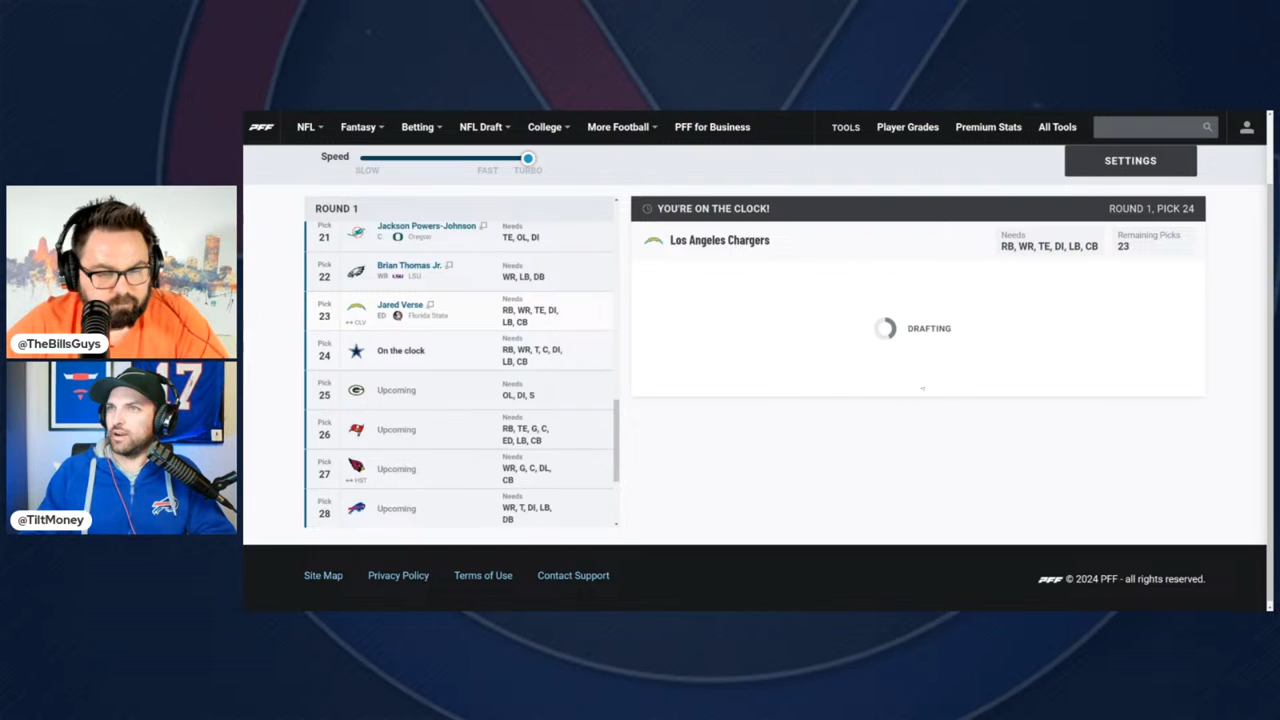 PFF
NFL
Fantasy
Betting
NFL Draft
College
More Football
PFF for Business
TOOLS
Player Grades
Premium Stats
All Tools
Speed
SLOW
FAST
TURBO
SETTINGS
ROUND 1
Pick 21
Jackson Powers-Johnson
C Oregon
Needs
TE, OL, DI
Pick 22
Brian Thomas Jr.
WR LSU LSU
Needs
WR, LB, DB
Pick 23
↔ CLV
Jared Verse
ED Florida State
Needs
RB, WR, TE, DI,
LB, CB
Pick 24
On the clock
Needs
RB, WR, T, C, DI,
LB, CB
Pick 25
Upcoming
Needs
OL, DI, S
Pick 26
Upcoming
Needs
RB, TE, G, C,
ED, LB, CB
Pick 27
↔ HST
Upcoming
Needs
WR, G, C, DL,
CB
Pick 28
Upcoming
Needs
WR, T, DI, LB,
DB
YOU'RE ON THE CLOCK!
ROUND 1, PICK 24
Los Angeles Chargers
Needs
RB, WR, TE, DI, LB, CB
Remaining Picks
23
DRAFTING
17
@TheBillsGuys
@TiltMoney
Site Map
Privacy Policy
Terms of Use
Contact Support
PFF © 2024 PFF - all rights reserved.